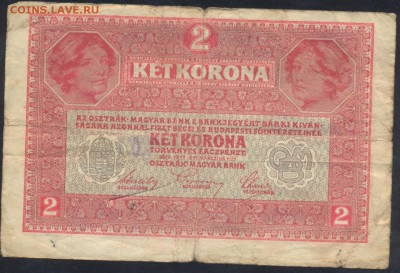 COINS.LAVE.RU
МОНЕТЫ
2
KÉT KORONA
AZ OSZTRÁK-MAGYAR BANK E BANKJEGYÉRT BÁRKI KIVÁN-
SÁGÁRA AZONNAL FIZET BÉCSI ÉS BUDAPESTI FŐINTÉZETEINÉL
KÉT KORONA
TÖRVÉNYES ÉRCZPÉNZT
OSZTRÁK-MAGYAR BANK
2
2